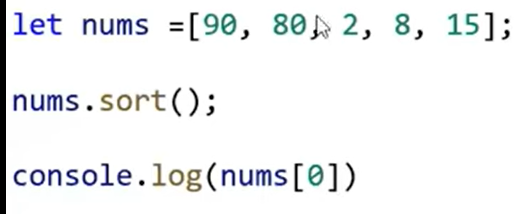 let nums =[90, 80, 2, 8, 15];
nums.sort();
console.log(nums[0])